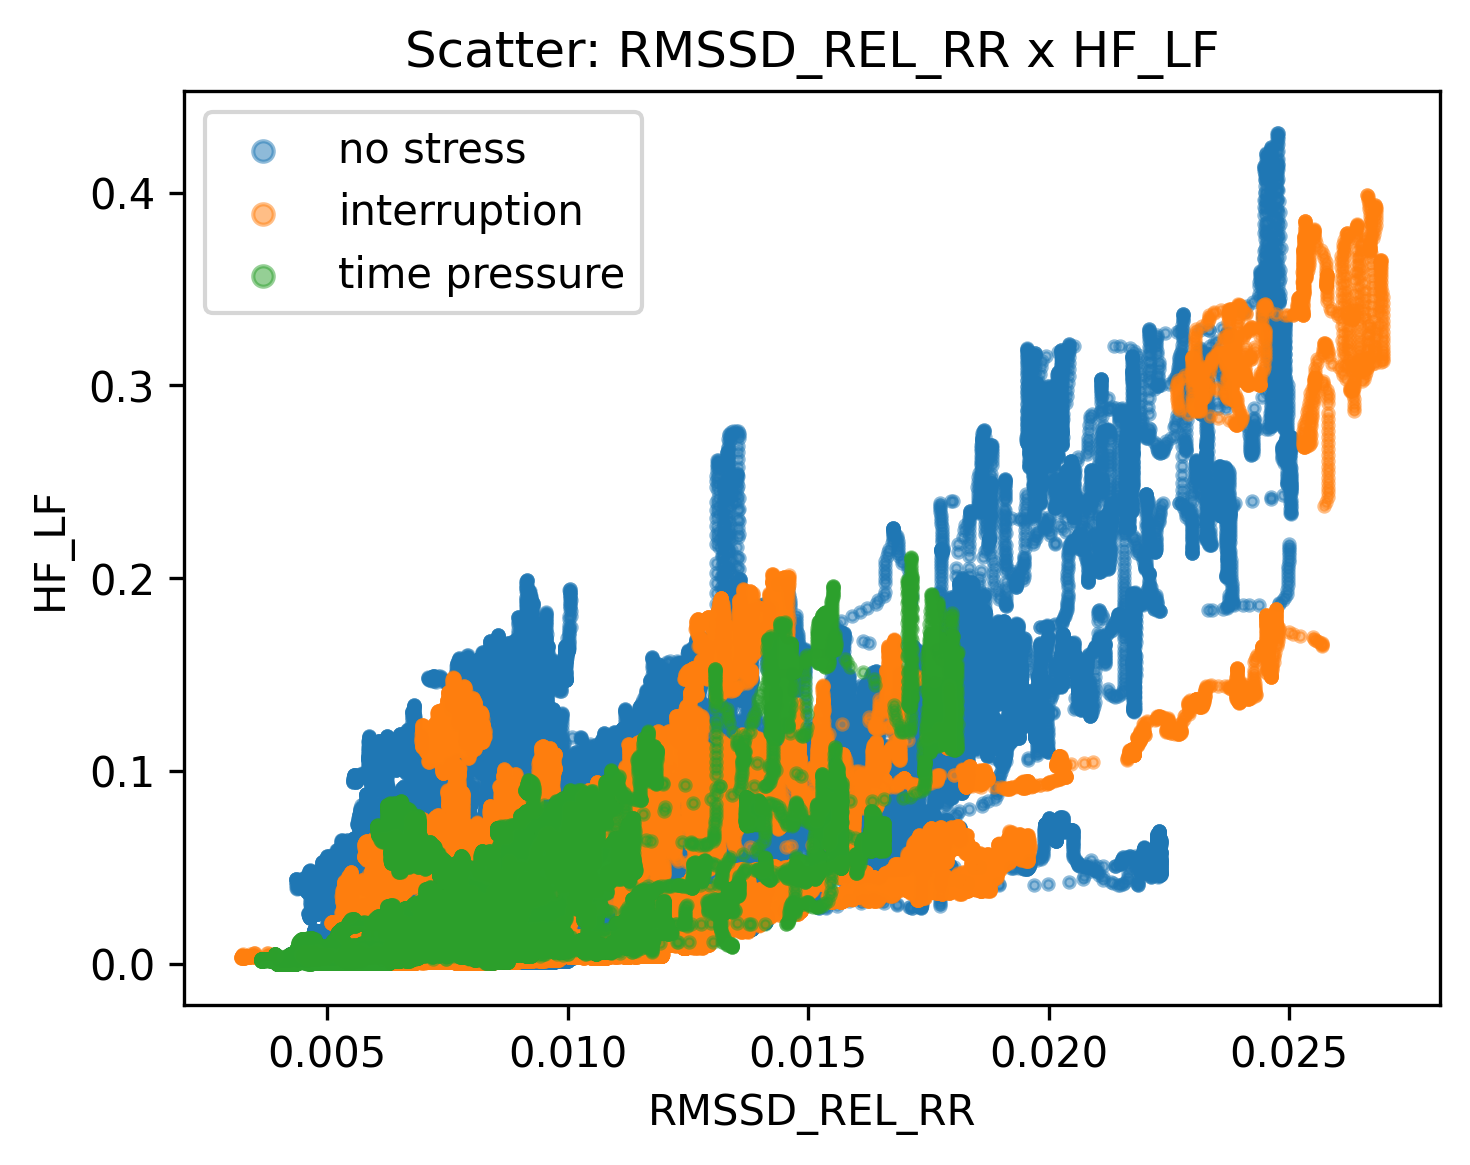 Scatter: RMSSD_REL_RR x HF_LF
no stress
interruption
time pressure
HF_LF
0.4
0.3
0.2
0.1
0.0
0.005 0.010 0.015 0.020 0.025
RMSSD_REL_RR